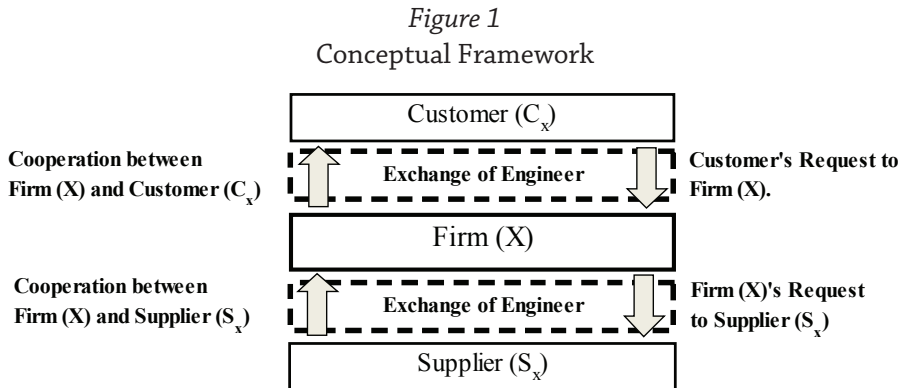 Figure 1
Conceptual Framework
Customer (Cₓ)
Cooperation between
Firm (X) and Customer (Cₓ)
Exchange of Engineer
Customer's Request to
Firm (X).
Firm (X)
Cooperation between
Firm (X) and Supplier (Sₓ)
Exchange of Engineer
Firm (X)'s Request
to Supplier (Sₓ)
Supplier (Sₓ)